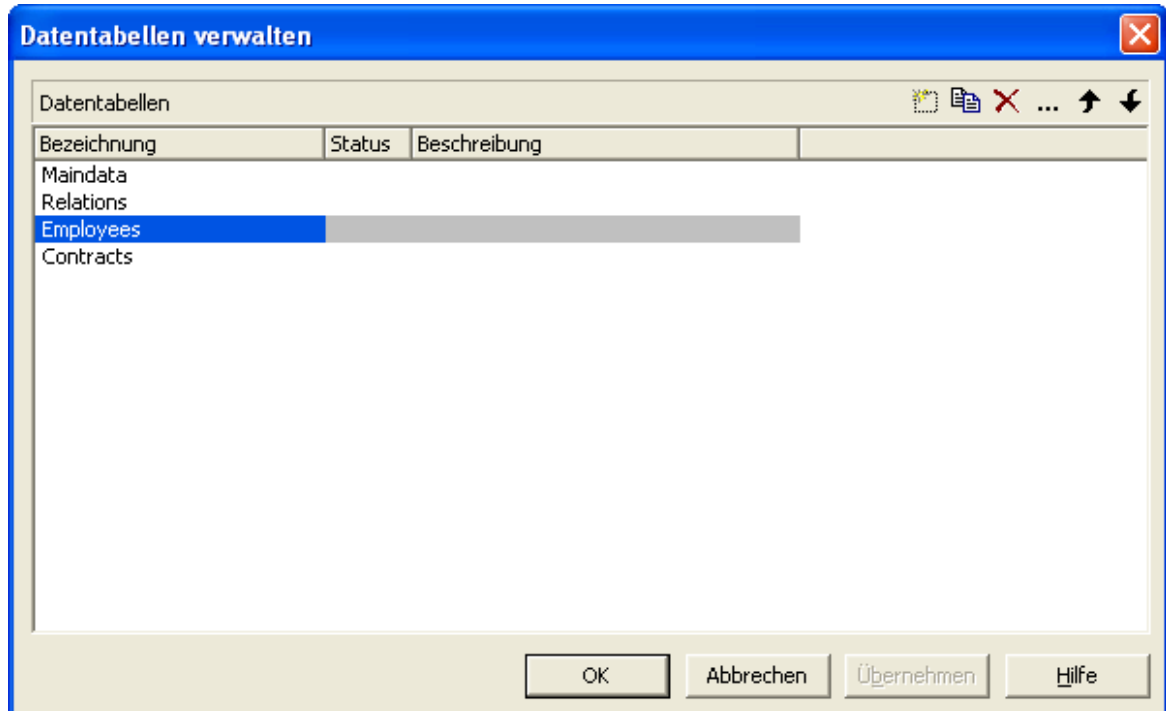 Datentabellen verwalten
Datentabellen ...
Bezeichnung Status Beschreibung
Maindata
Relations
Employees
Contracts
OK Abbrechen Übernehmen Hilfe